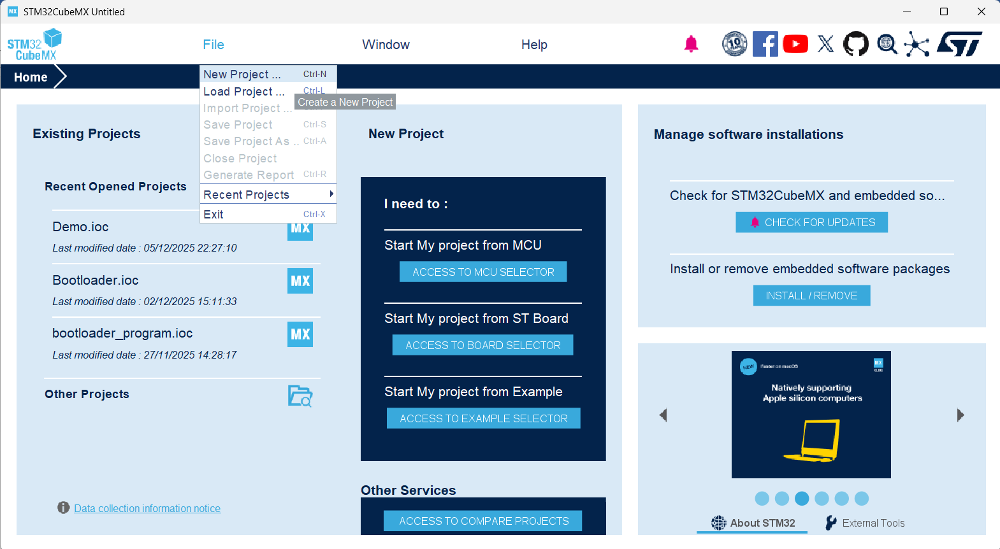 MX STM32CubeMX Untitled
STM32
CubeMX
File
Window
Help
10
Home
New Project ... Ctrl-N
Load Project ... Ctrl-L
Create a New Project
Import Project ...
Save Project Ctrl-S
Save Project As .. Ctrl-A
Close Project
Generate Report Ctrl-R
Recent Projects
Exit Ctrl-X
Existing Projects
Recent Opened Projects
Demo.ioc
MX
Last modified date : 05/12/2025 22:27:10
Bootloader.ioc
MX
Last modified date : 02/12/2025 15:11:33
bootloader_program.ioc
MX
Last modified date : 27/11/2025 14:28:17
Other Projects
Data collection information notice
New Project
I need to :
Start My project from MCU
ACCESS TO MCU SELECTOR
Start My project from ST Board
ACCESS TO BOARD SELECTOR
Start My project from Example
ACCESS TO EXAMPLE SELECTOR
Other Services
ACCESS TO COMPARE PROJECTS
Manage software installations
Check for STM32CubeMX and embedded so...
CHECK FOR UPDATES
Install or remove embedded software packages
INSTALL / REMOVE
NEW
Faster on macOS
MX
6.16
Natively supporting
Apple silicon computers
About STM32
External Tools